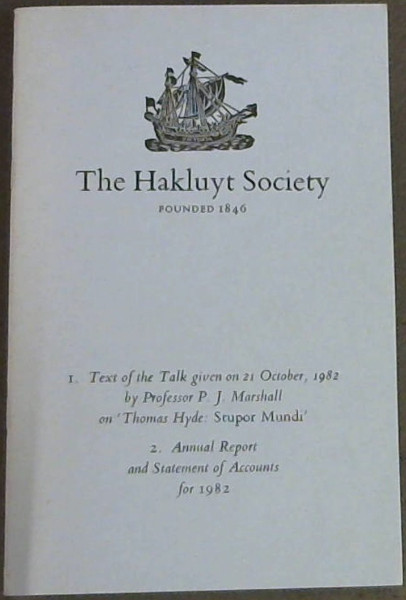 The Hakluyt Society
FOUNDED 1846
1. Text of the Talk given on 21 October, 1982
by Professor P. J. Marshall
on 'Thomas Hyde: Stupor Mundi'
2. Annual Report
and Statement of Accounts
for 1982